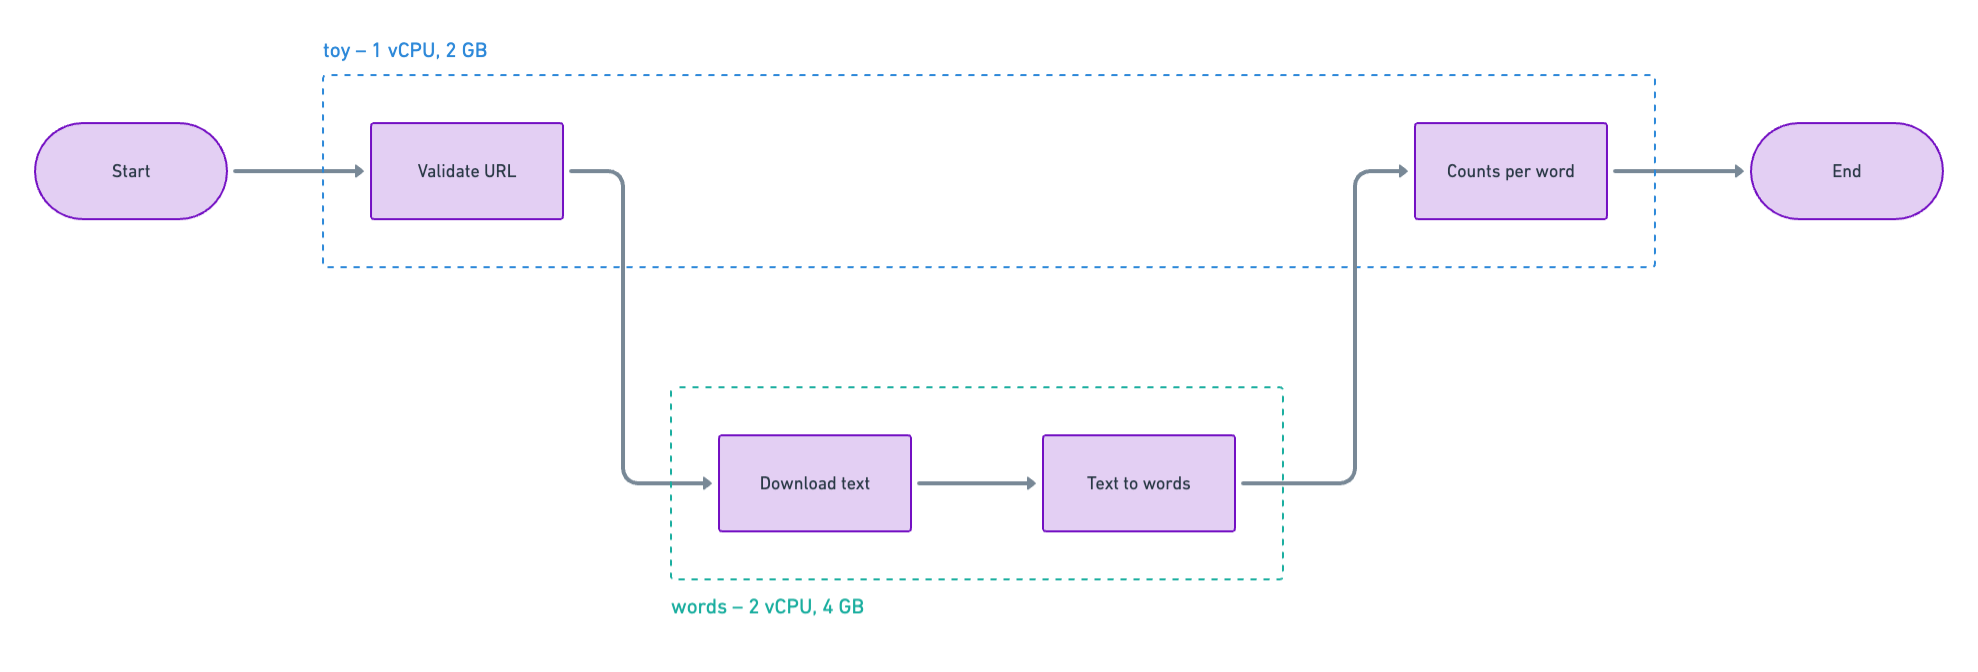 toy – 1 vCPU, 2 GB
Start
Validate URL
Counts per word
End
Download text
Text to words
words – 2 vCPU, 4 GB